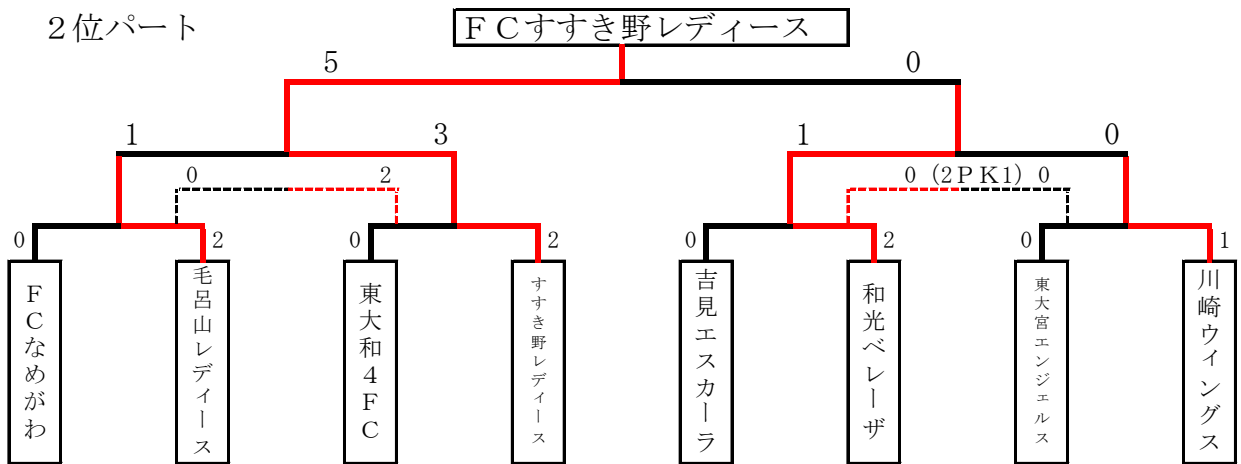 ２位パート
ＦＣすすき野レディース
5 0
1 3 1 0
0 2 0（2ＰＫ1）0
0 2 0 2 0 2 0 1
ＦＣなめがわ
毛呂山レディース
東大和４ＦＣ
すすき野レディース
吉見エスカーラ
和光ベレーザ
東大宮エンジェルス
川崎ウイングス